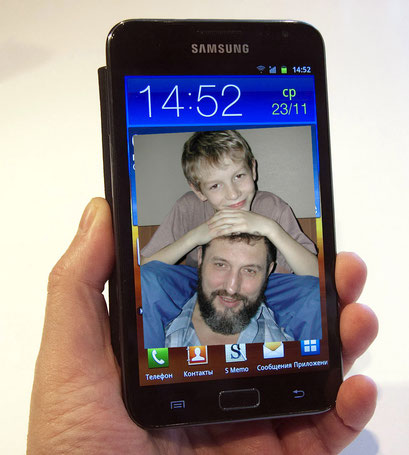 SAMSUNG
14:52
14:52
ср
23/11
Телефон
Контакты
S Memo
Сообщения
Приложени
S